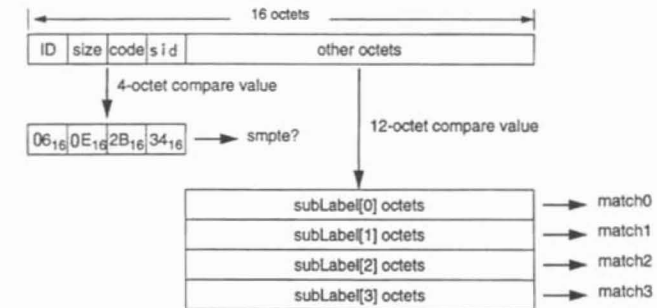 16 octets
ID size code sid other octets
4-octet compare value
12-octet compare value
06₁₆ 0E₁₆ 2B₁₆ 34₁₆ smpte?
subLabel[0] octets match0
subLabel[1] octets match1
subLabel[2] octets match2
subLabel[3] octets match3